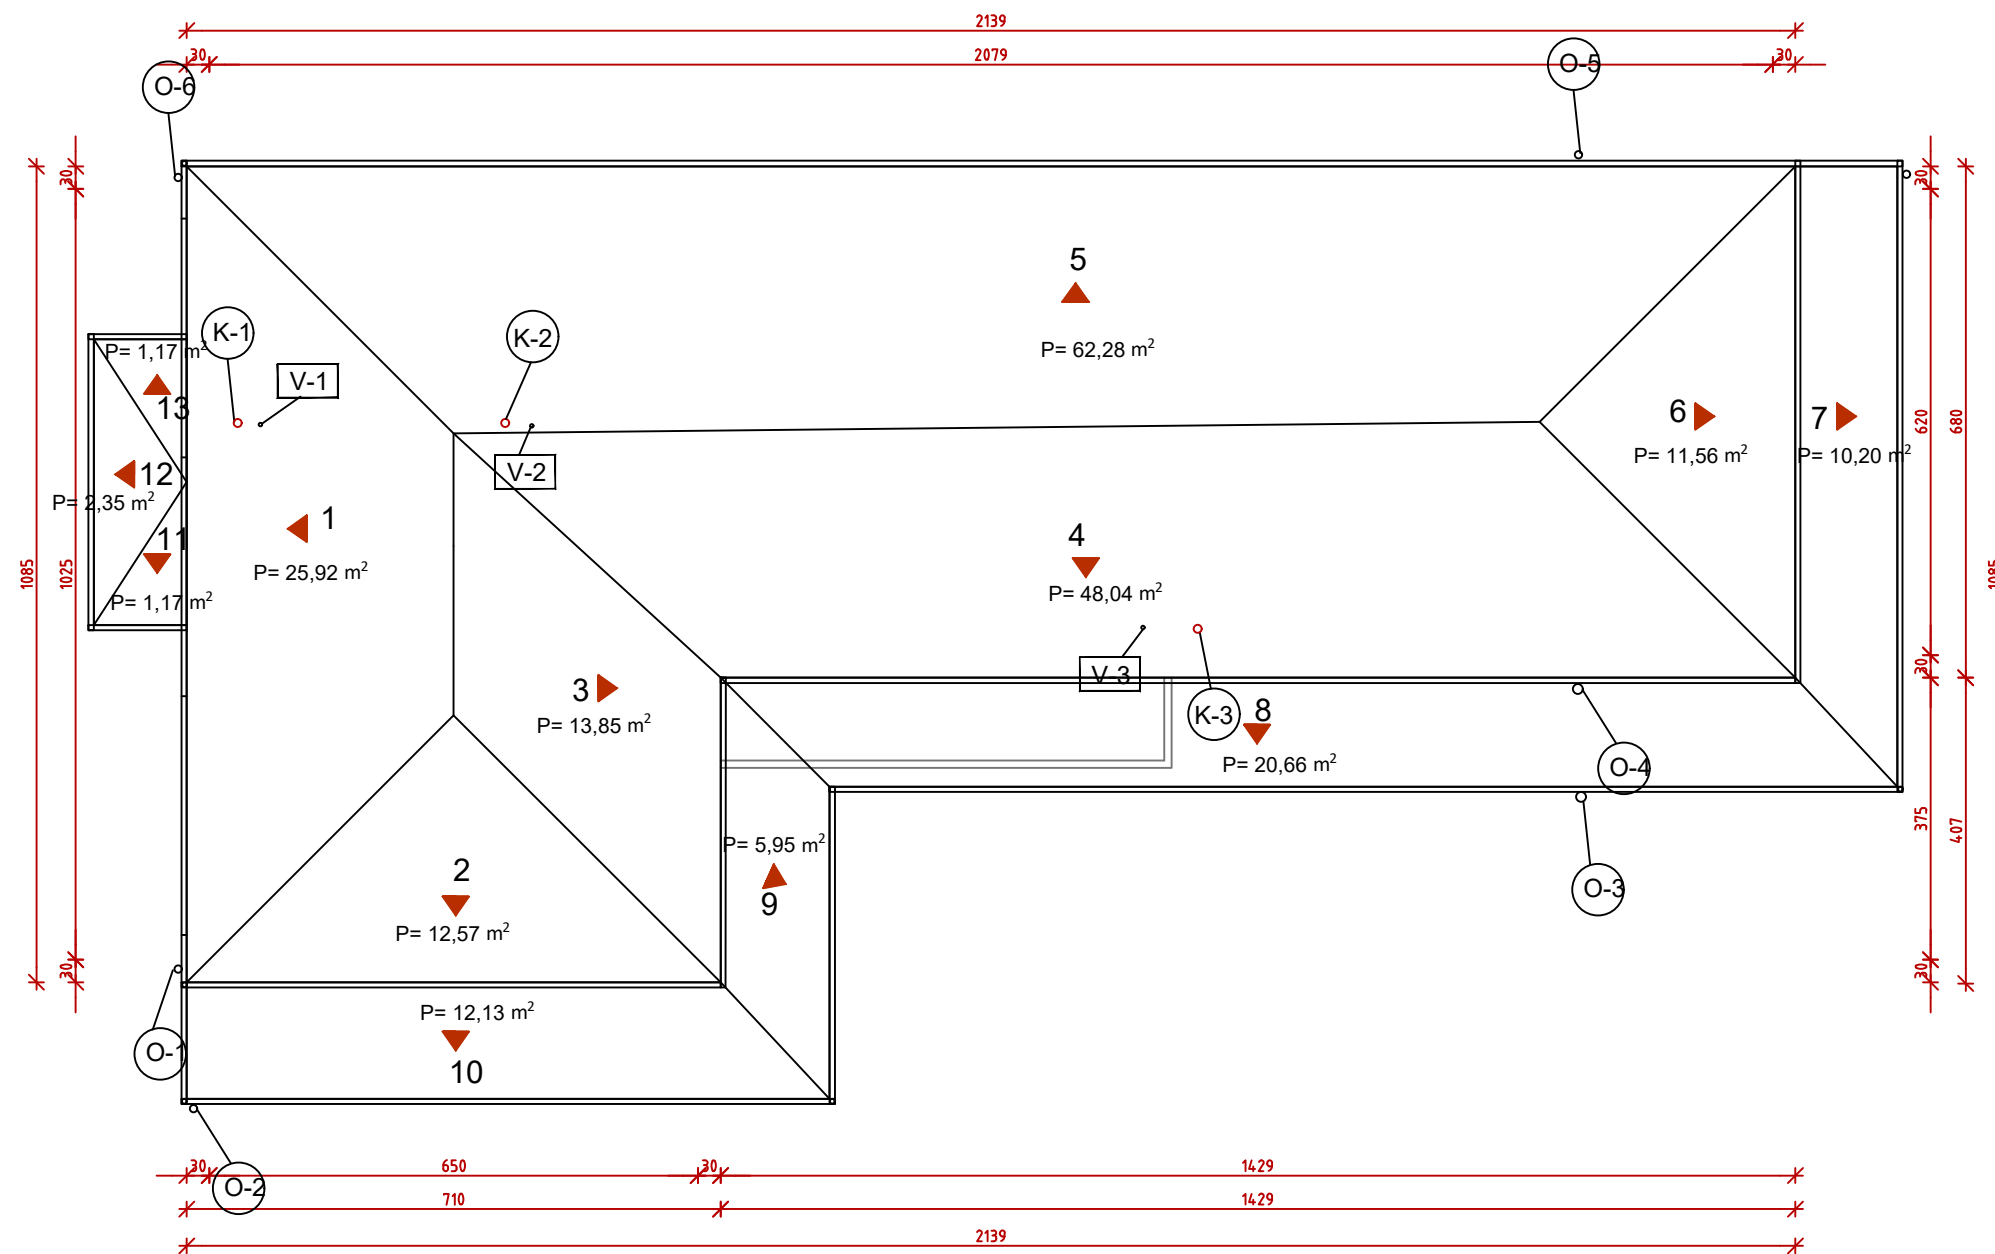 2139
30 2079 30
O-6
O-5
30
30
5
P= 62,28 m²
K-1
K-2
V-1
P= 1,17 m²
13
6
7
620
680
P= 11,56 m²
P= 10,20 m²
V-2
12
P= 2,35 m²
1
11
4
1085
1025
P= 25,92 m²
P= 48,04 m²
1085
P= 1,17 m²
V-3
30
3
K-3
8
P= 13,85 m²
P= 20,66 m²
O-4
375
407
P= 5,95 m²
2
9
O-3
P= 12,57 m²
30
30
P= 12,13 m²
O-1
10
30 650 30 1429
O-2
710 1429
2139